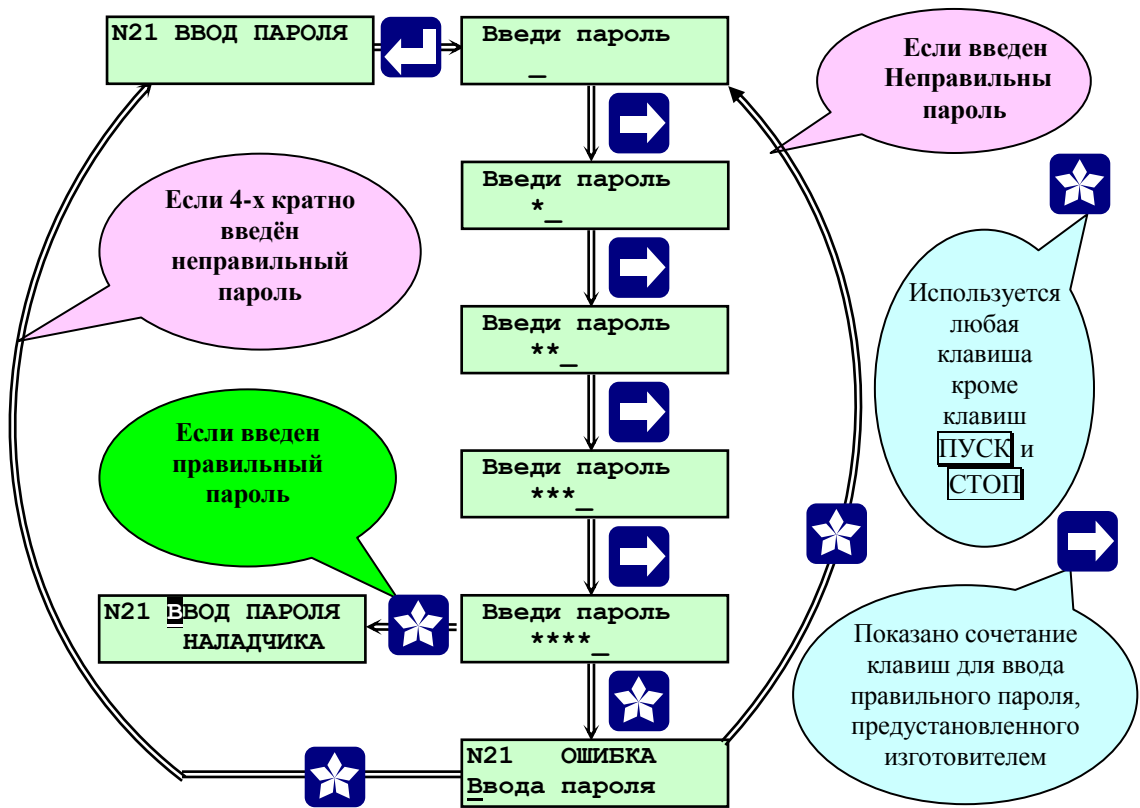 N21 ВВОД ПАРОЛЯ
Введи пароль
_
Если введен
Неправильны
пароль
Введи пароль
*_
Если 4-х кратно
введён
неправильный
пароль
Введи пароль
**_
Используется
любая
клавиша
кроме
клавиш
ПУСК и
СТОП
Если введен
правильный
пароль
Введи пароль
***_
N21 ВВОД ПАРОЛЯ
НАЛАДЧИКА
Введи пароль
****_
Показано сочетание
клавиш для ввода
правильного пароля,
предустановленного
изготовителем
N21 ОШИБКА
Ввода пароля